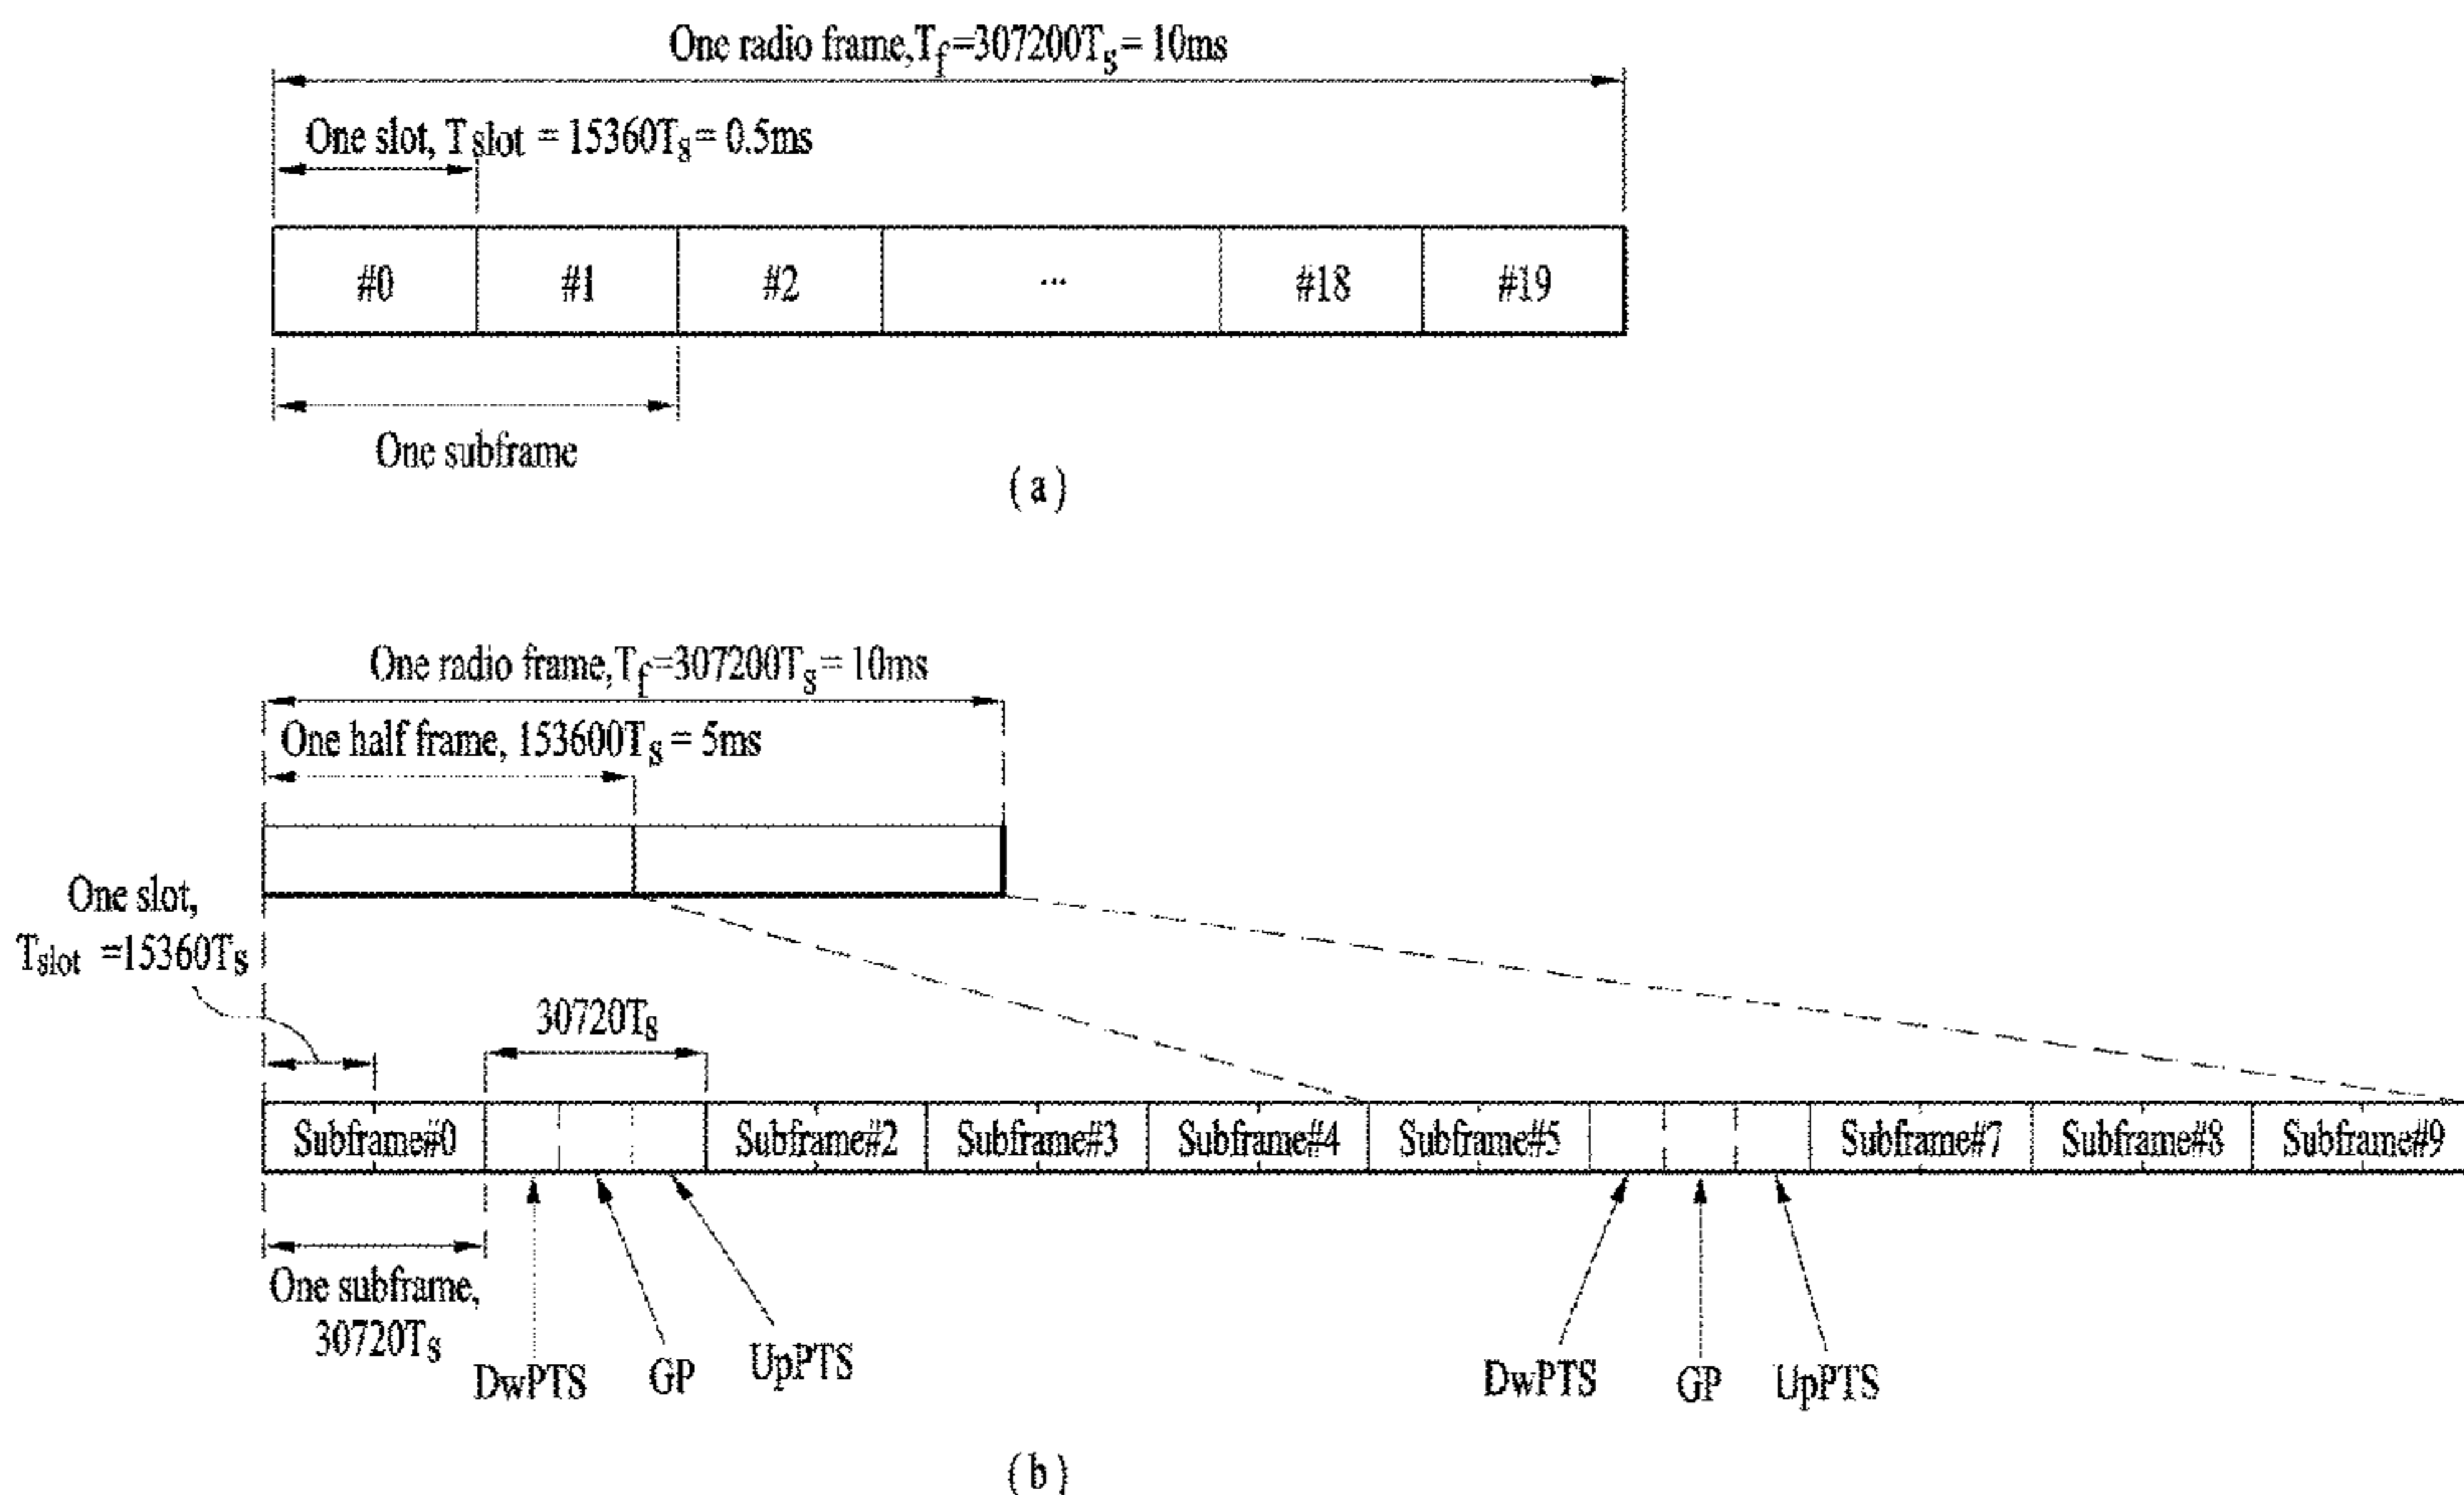 One radio frame,Tf=307200Ts= 10ms
One slot, Tslot = 15360Ts= 0.5ms
#0 #1 #2 ... #18 #19
One subframe
(a)
One radio frame,Tf=307200Ts= 10ms
One half frame, 153600Ts = 5ms
One slot,
Tslot =15360Ts
30720Ts
Subframe#0 Subframe#2 Subframe#3 Subframe#4 Subframe#5 Subframe#7 Subframe#8 Subframe#9
One subframe,
30720Ts
DwPTS GP UpPTS DwPTS GP UpPTS
(b)